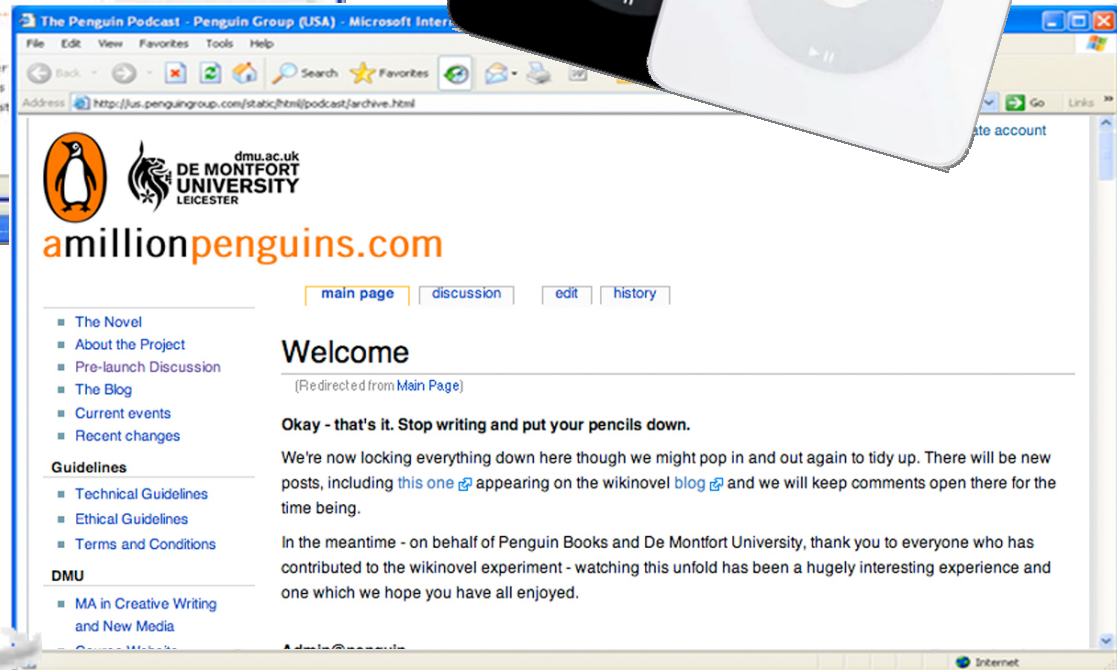 The Penguin Podcast - Penguin Group (USA) - Microsoft
File Edit View Favorites Tools Help
Back Search Favorites
Address http://us.penguingroup.com/static/html/podcast/archive.html Go Links
account
dmu.ac.uk
DE MONTFORT
UNIVERSITY
LEICESTER
amillionpenguins.com
main page discussion edit history
The Novel
About the Project
Pre-launch Discussion
The Blog
Current events
Recent changes
Guidelines
Technical Guidelines
Ethical Guidelines
Terms and Conditions
DMU
MA in Creative Writing
and New Media
Welcome
(Redirected from Main Page)
Okay - that's it. Stop writing and put your pencils down.
We're now locking everything down here though we might pop in and out again to tidy up. There will be new
posts, including this one appearing on the wikinovel blog and we will keep comments open there for the
time being.
In the meantime - on behalf of Penguin Books and De Montfort University, thank you to everyone who has
contributed to the wikinovel experiment - watching this unfold has been a hugely interesting experience and
one which we hope you have all enjoyed.
Internet